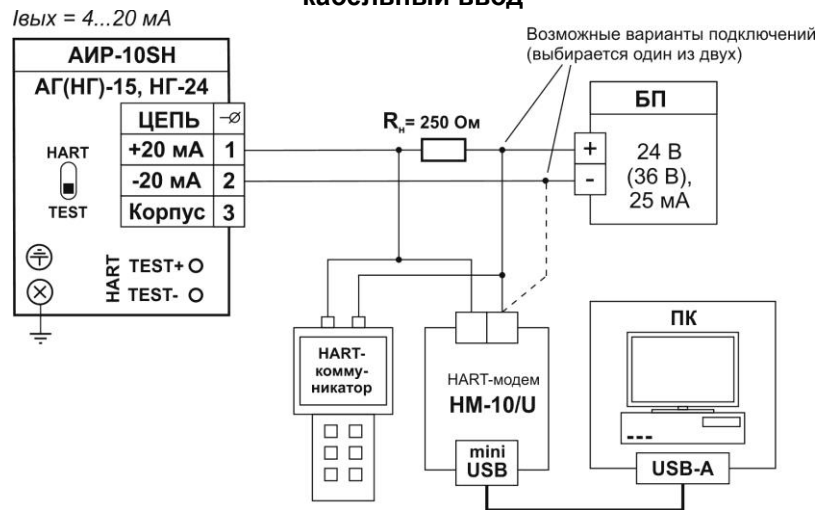 кабельный ввод
Iвых = 4...20 мА
Возможные варианты подключений
(выбирается один из двух)
АИР-10SH
АГ(НГ)-15, НГ-24
ЦЕПЬ
+20 мА 1
-20 мА 2
Корпус 3
HART
TEST
HART
TEST+
TEST-
Rн= 250 Ом
БП
+
-
24 В
(36 В),
25 мА
HART-
комму-
никатор
HART-модем
HM-10/U
mini
USB
ПК
USB-A